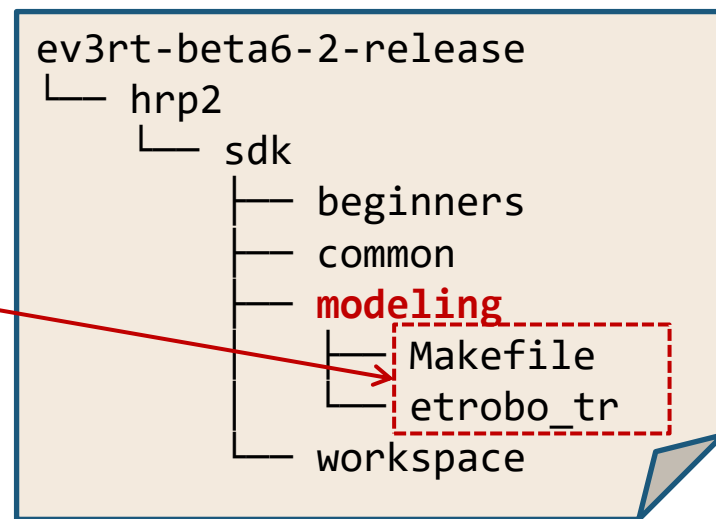 ev3rt-beta6-2-release
└── hrp2
    └── sdk
        ├── beginners
        ├── common
        ├── modeling
        │   ├── Makefile
        │   └── etrobo_tr
        └── workspace